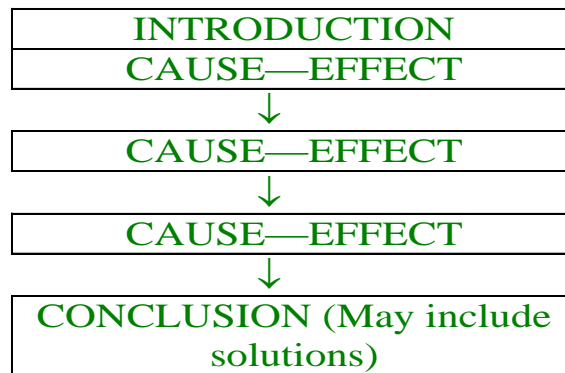 INTRODUCTION
CAUSE—EFFECT
↓
CAUSE—EFFECT
↓
CAUSE—EFFECT
↓
CONCLUSION (May include
solutions)